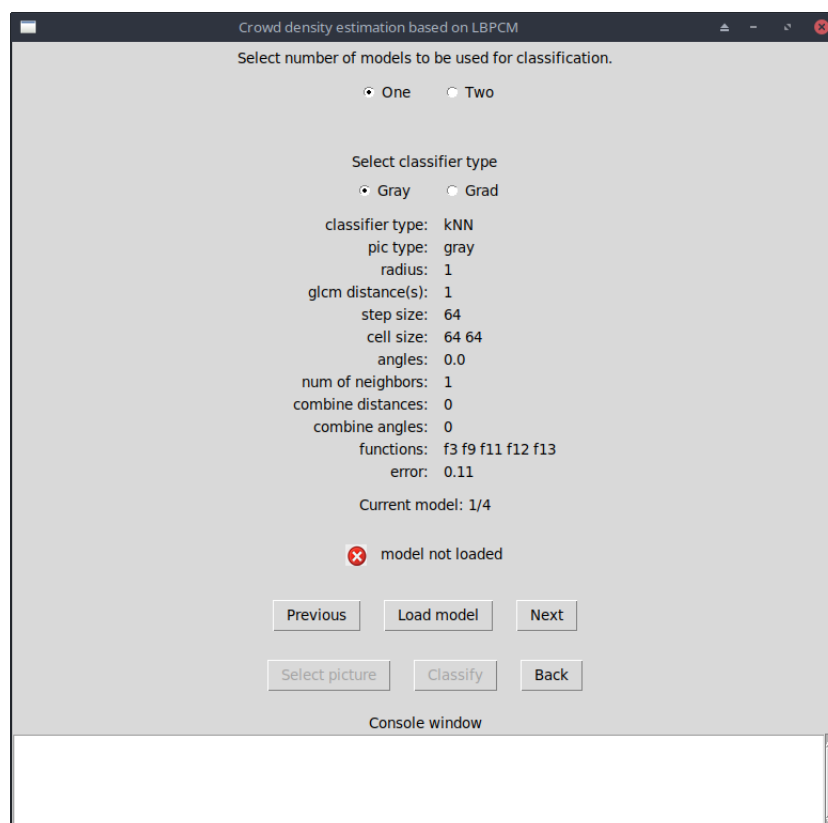 Crowd density estimation based on LBPCM
Select number of models to be used for classification.
One Two
Select classifier type
Gray Grad
classifier type: kNN
pic type: gray
radius: 1
glcm distance(s): 1
step size: 64
cell size: 64 64
angles: 0.0
num of neighbors: 1
combine distances: 0
combine angles: 0
functions: f3 f9 f11 f12 f13
error: 0.11
Current model: 1/4
model not loaded
Previous Load model Next
Select picture Classify Back
Console window